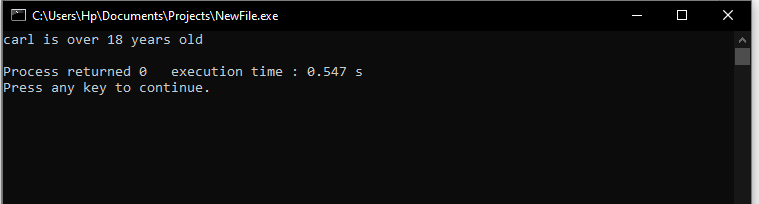 C:\Users\Hp\Documents\Projects\NewFile.exe
carl is over 18 years old
Process returned 0   execution time : 0.547 s
Press any key to continue.